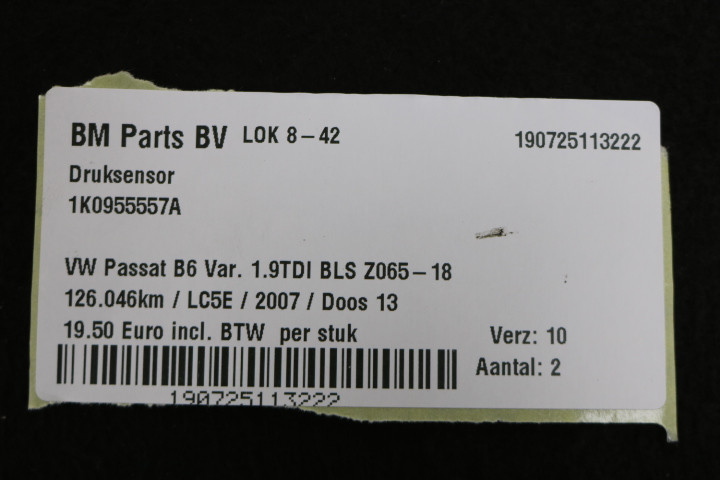 BM Parts BV LOK 8-42 190725113222
Druksensor
1K0955557A
VW Passat B6 Var. 1.9TDI BLS Z065-18
126.046km / LC5E / 2007 / Doos 13
19.50 Euro incl. BTW per stuk Verz: 10
Aantal: 2
190725113222